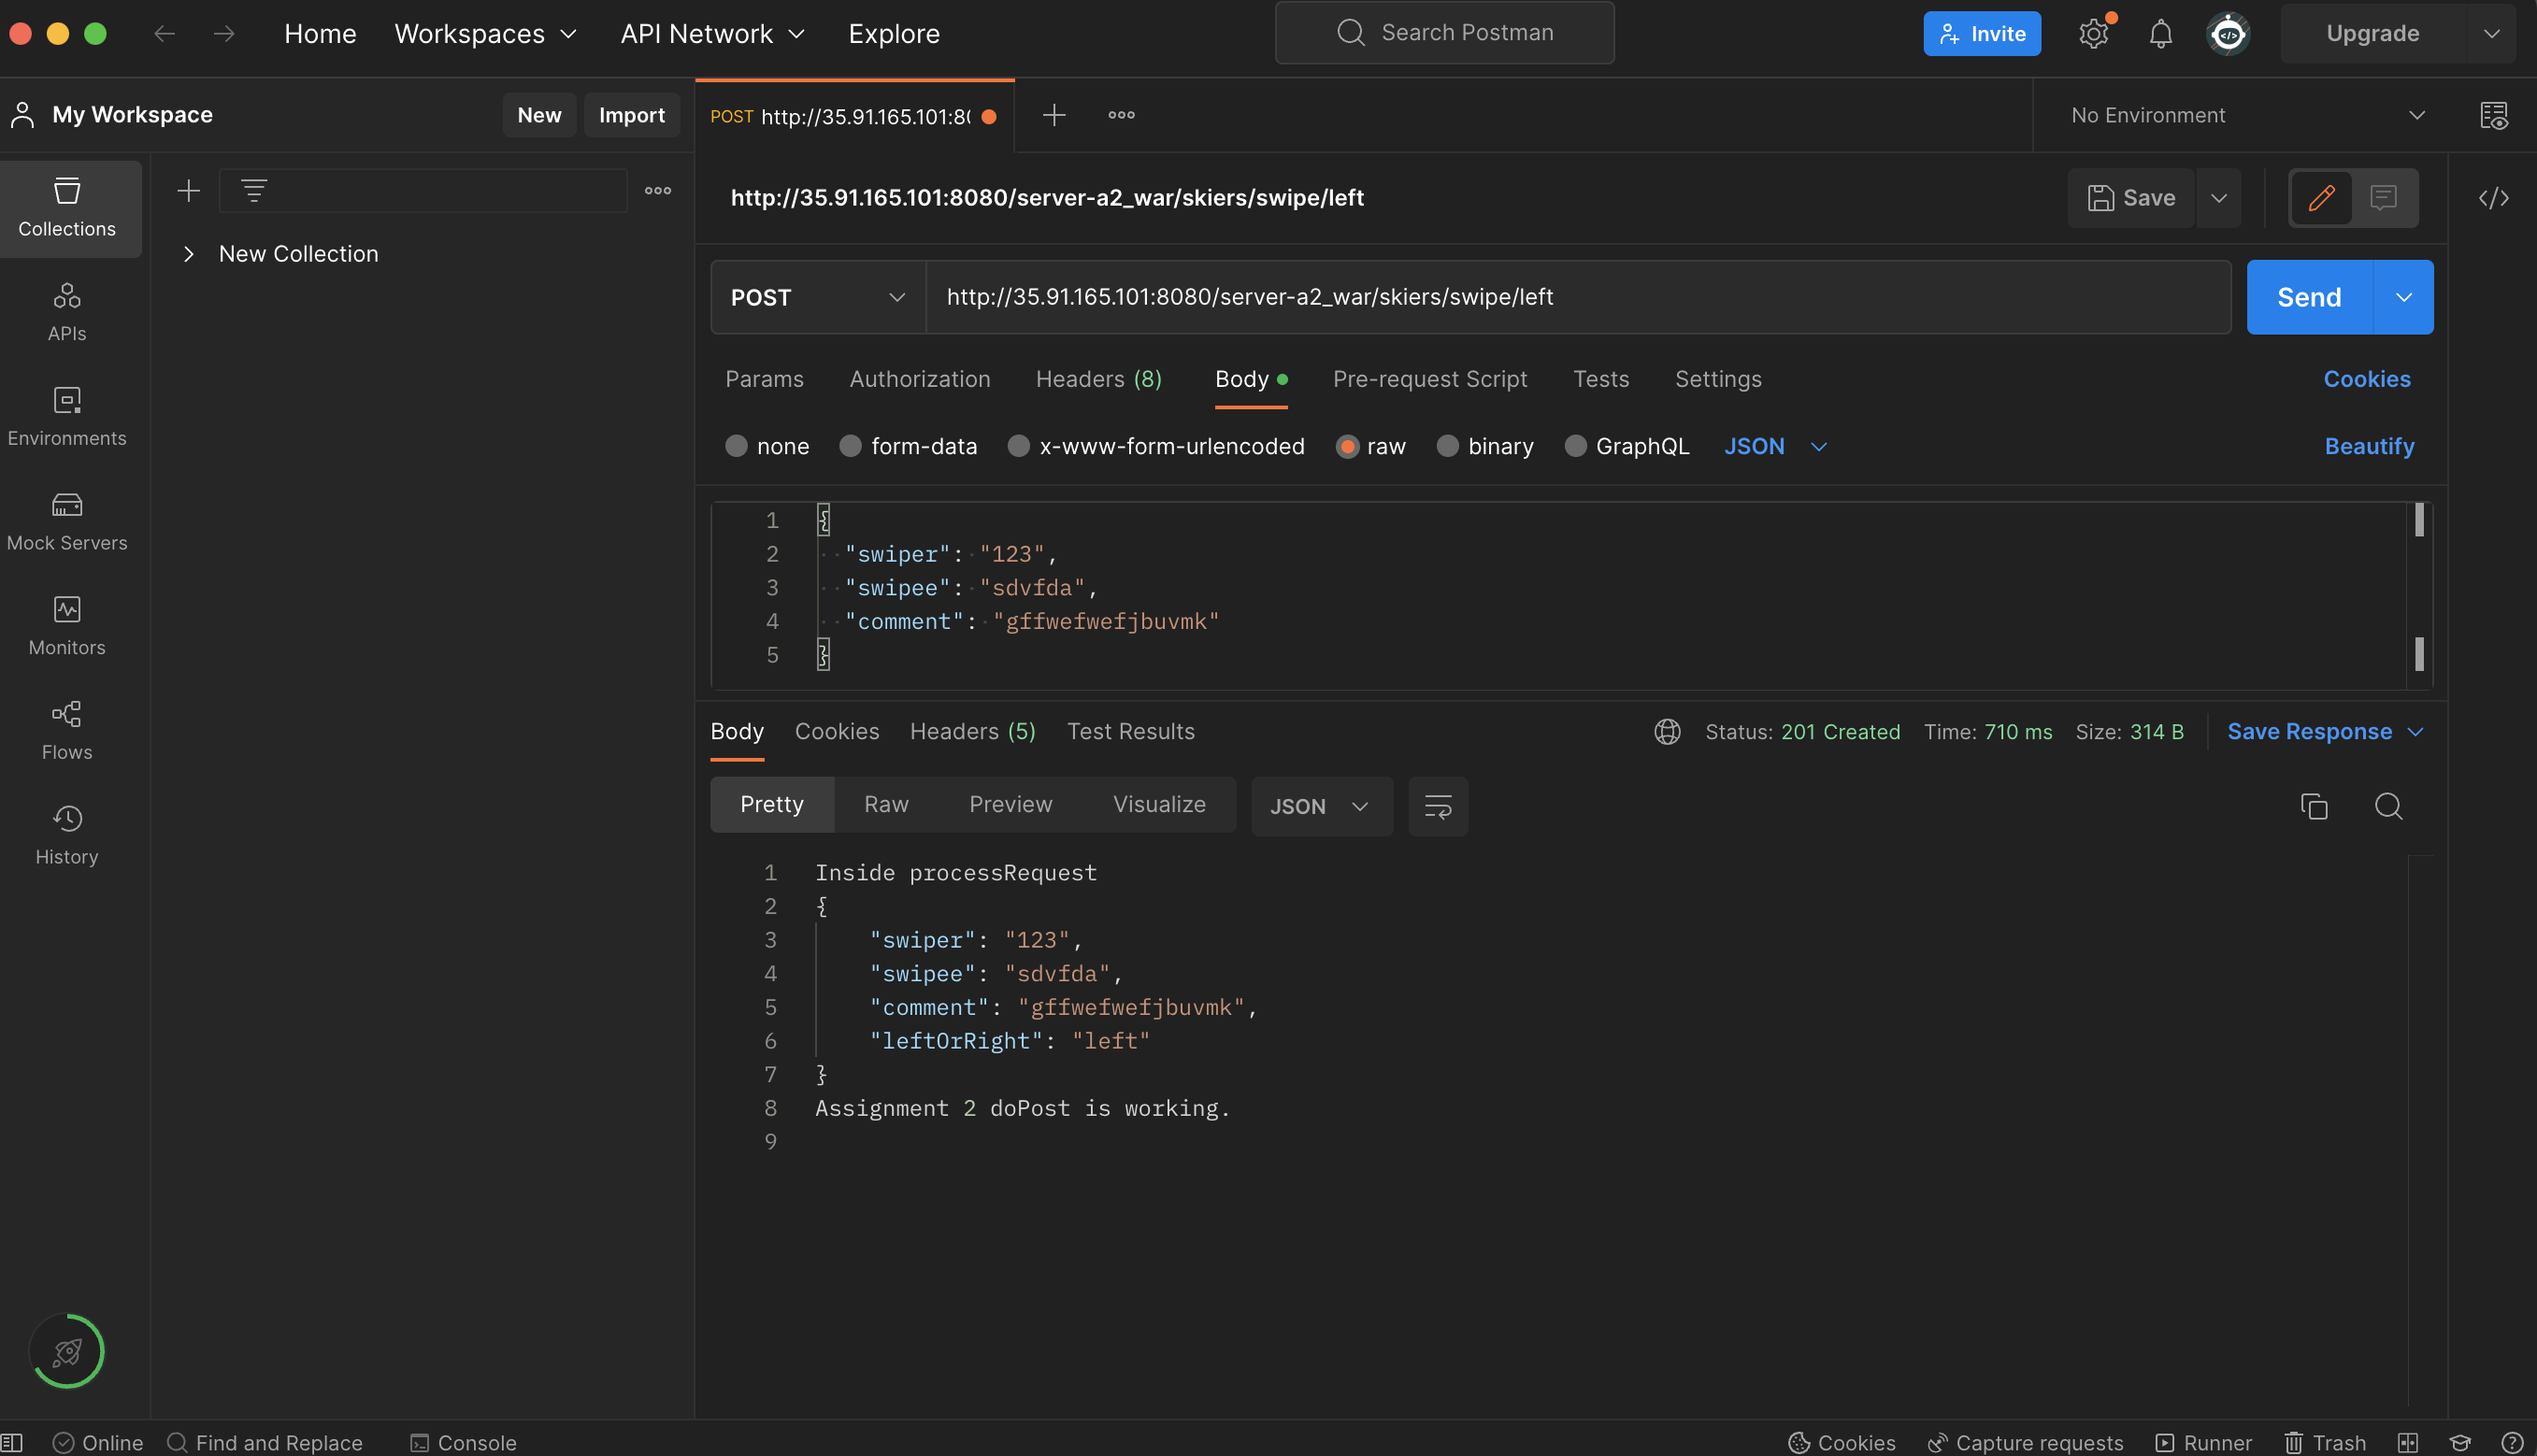 Home Workspaces API Network Explore Search Postman Invite Upgrade
My Workspace New Import POST http://35.91.165.101:80 No Environment
Collections
APIs
Environments
Mock Servers
Monitors
Flows
History
New Collection
http://35.91.165.101:8080/server-a2_war/skiers/swipe/left Save
POST http://35.91.165.101:8080/server-a2_war/skiers/swipe/left Send
Params Authorization Headers (8) Body Pre-request Script Tests Settings Cookies
none form-data x-www-form-urlencoded raw binary GraphQL JSON Beautify
1 {
2 "swiper": "123",
3 "swipee": "sdvfda",
4 "comment": "gffwefwefjbuvmk"
5 }
Body Cookies Headers (5) Test Results Status: 201 Created Time: 710 ms Size: 314 B Save Response
Pretty Raw Preview Visualize JSON
1 Inside processRequest
2 {
3 "swiper": "123",
4 "swipee": "sdvfda",
5 "comment": "gffwefwefjbuvmk",
6 "leftOrRight": "left"
7 }
8 Assignment 2 doPost is working.
9
Online Find and Replace Console Cookies Capture requests Runner Trash